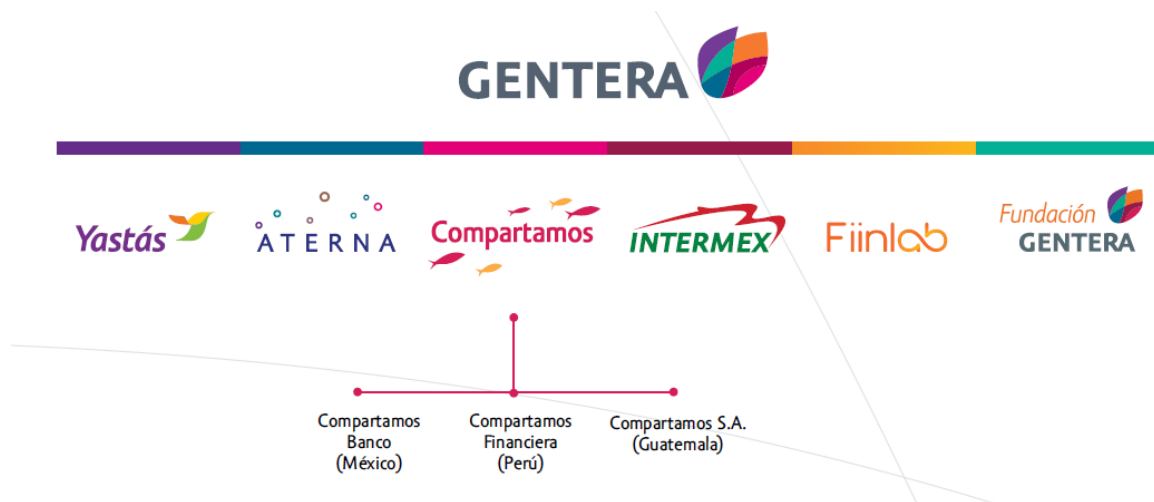 GENTERA
Yastás
ATERNA
Compartamos
INTERMEX
Fiinlab
Fundación
GENTERA
Compartamos
Banco
(México)
Compartamos
Financiera
(Perú)
Compartamos S.A.
(Guatemala)